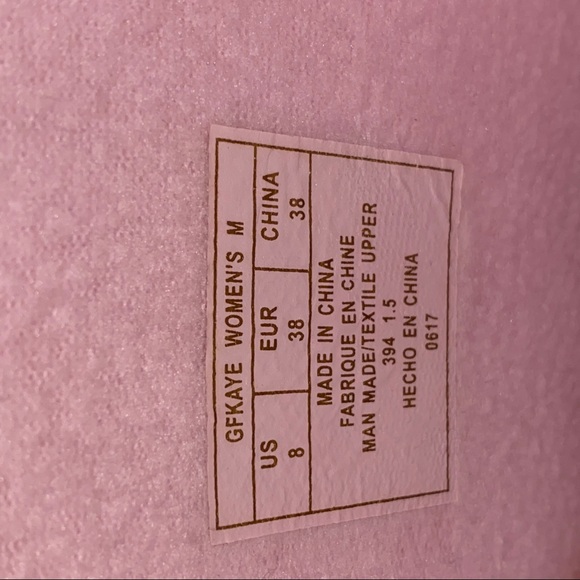 GFKAYE WOMEN'S M
US EUR CHINA
8 38 38
MADE IN CHINA
FABRIQUE EN CHINE
MAN MADE/TEXTILE UPPER
394 1.5
HECHO EN CHINA
0617